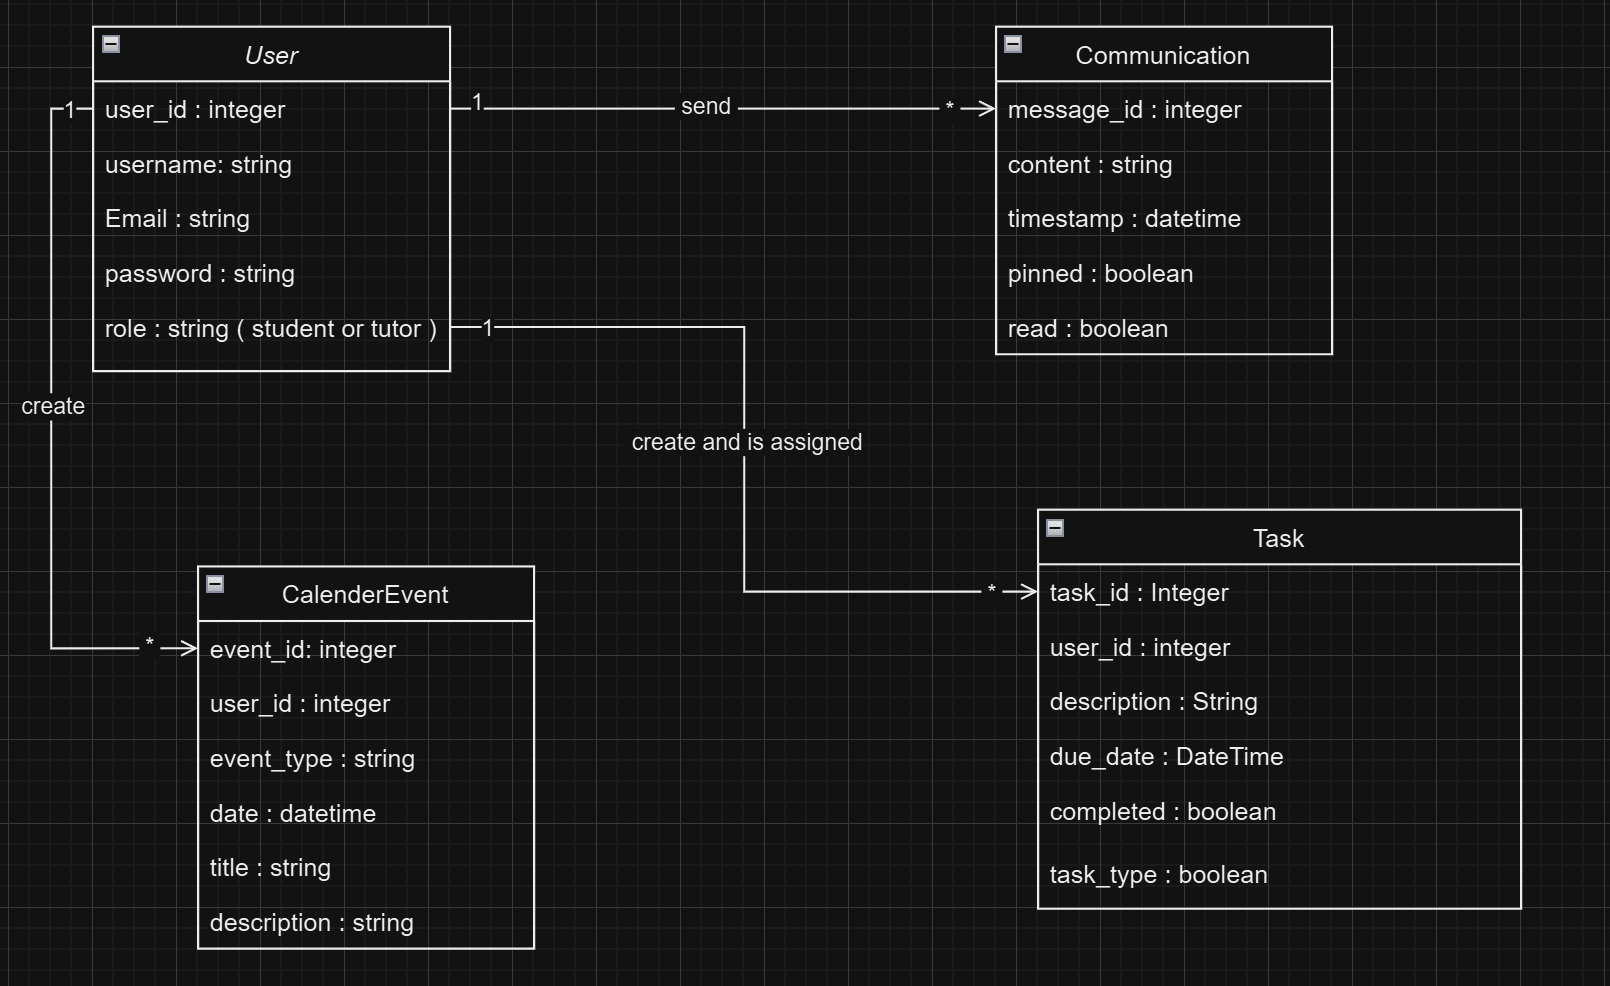 User
user_id : integer
username: string
Email : string
password : string
role : string ( student or tutor )
1
send
*
Communication
message_id : integer
content : string
timestamp : datetime
pinned : boolean
read : boolean
1
create
*
CalenderEvent
event_id: integer
user_id : integer
event_type : string
date : datetime
title : string
description : string
1
create and is assigned
*
Task
task_id : Integer
user_id : integer
description : String
due_date : DateTime
completed : boolean
task_type : boolean